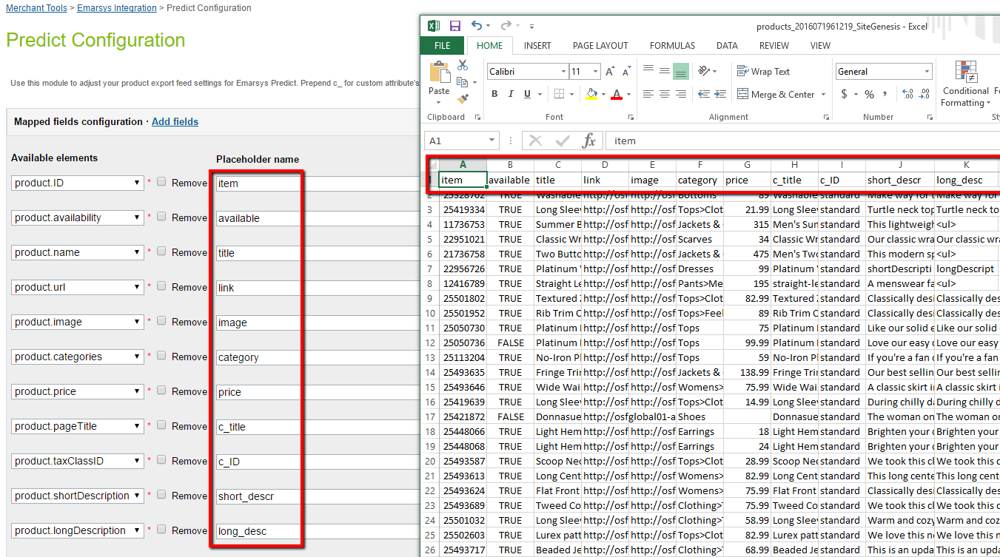 Merchant Tools > Emarsys Integration > Predict Configuration
Predict Configuration
Use this module to adjust your product export feed settings for Emarsys Predict. Prepend c_ for custom attribute's
Mapped fields configuration · Add fields
Available elements Placeholder name
product.ID * Remove item
product.availability * Remove available
product.name * Remove title
product.url * Remove link
product.image * Remove image
product.categories * Remove category
product.price * Remove price
product.pageTitle * Remove c_title
product.taxClassID * Remove c_ID
product.shortDescription * Remove short_descr
product.longDescription * Remove long_desc
products_2016071961219_SiteGenesis - Excel
FILE HOME INSERT PAGE LAYOUT FORMULAS DATA REVIEW VIEW
Calibri 11 Wrap Text General
Paste B I U A Merge & Center $ % Conditional
Formatting
Clipboard Font Alignment Number
A1 fx item
A B C D E F G H I J K
1 item available title link image category price c_title c_ID short_descr long_desc
2 25328702 TRUE Washable http://osf http://osf Bottoms 89 Washable standard Make way for Make way for
3 25419334 TRUE Long Slee http://osf http://osf Tops>Clot 21.99 Long Slee standard Turtle neck top Turtle neck to
4 11736753 TRUE Summer B http://osf http://osf Jackets & 315 Men's Sun standard This lightweigh <ul>
5 22951021 TRUE Classic Wr http://osf http://osf Scarves 34 Classic Wr standard Our classic wra Our classic wra
6 21736758 TRUE Two Butto http://osf http://osf Jackets & 475 Men's Two standard This modern sp <ul>
7 22956726 TRUE Platinum http://osf http://osf Dresses 99 Platinum standard shortDescripti longDescript
8 12416789 TRUE Straight Le http://osf http://osf Pants>Me 195 straight-le standard A menswear fa <ul>
9 25501802 TRUE Textured http://osf http://osf Tops>Clot 82.99 Textured standard Classically desi Classically des
10 25501952 TRUE Rib Trim C http://osf http://osf Tops>Feel 89 Rib Trim C standard Classically desi Classically des
11 25050730 TRUE Platinum http://osf http://osf Tops 75 Platinum standard Like our solid e Like our solid
12 25050736 FALSE Platinum http://osf http://osf Tops 99.99 Platinum standard Love our easy Love our easy
13 25113204 TRUE No-Iron Pl http://osf http://osf Tops 59 No-Iron Pl standard If you're a fan If you're a fan
14 25493635 TRUE Fringe Trir http://osf http://osf Jackets & 138.99 Fringe Trir standard Our best sellin Our best sellin
15 25493646 TRUE Wide Wai http://osf http://osf Womens> 75.99 Wide Wai standard A classic skirt i A classic skirt
16 25419639 TRUE Long Slee http://osf http://osf Tops>Clot 14.99 Long Slee standard During chilly da During chilly d
17 25421872 FALSE Donnasue http://osfglobal01-a Shoes Donnasue standard The woman on The woman on
18 25448066 TRUE Light Hem http://osf http://osf Earrings 18 Light Hem standard Brighten your Brighten your
19 25448068 TRUE Light Hem http://osf http://osf Earrings 24 Light Hem standard Brighten your Brighten your
20 25493587 TRUE Scoop Nec http://osf http://osf Tops>Clot 28.99 Scoop Nec standard We took this cl We took this c
21 25493613 TRUE Long Cent http://osf http://osf Womens> 82.99 Long Cent standard This long cente This long cente
22 25493624 TRUE Flat Front http://osf http://osf Womens> 75.99 Flat Front standard Classically desi Classically des
23 25493689 TRUE Tweed Co http://osf http://osf Clothing> 75.99 Tweed Co standard We took this cl We took this c
24 25501032 TRUE Long Slee http://osf http://osf Clothing> 58.99 Long Slee standard Warm and cozy Warm and coz
25 25502603 TRUE Lurex patt http://osf http://osf Tops>Clot 82.99 Lurex patt standard We love this ne We love this n
26 25493717 TRUE Beaded Je http://osf http://osf Clothing> 68.99 Beaded Je standard This is an upda This is an upd